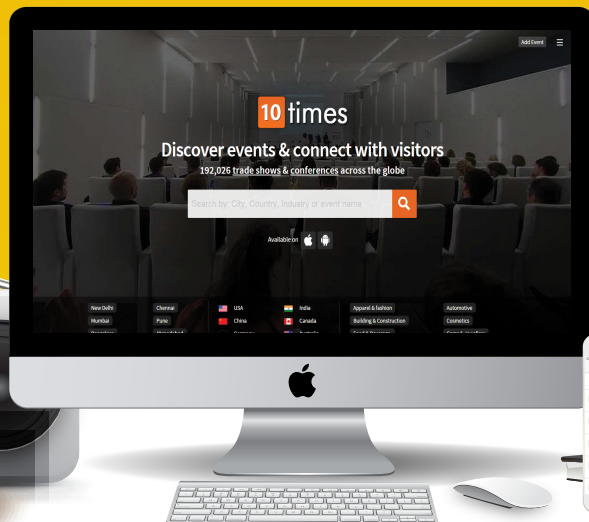 Add Event
10 times
Discover events & connect with visitors
192,026 trade shows & conferences across the globe
Search by: City, Country, Industry or event name
Available on
New Delhi Chennai USA India Apparel & fashion Automotive
Mumbai Pune China Canada Building & Construction Cosmetics